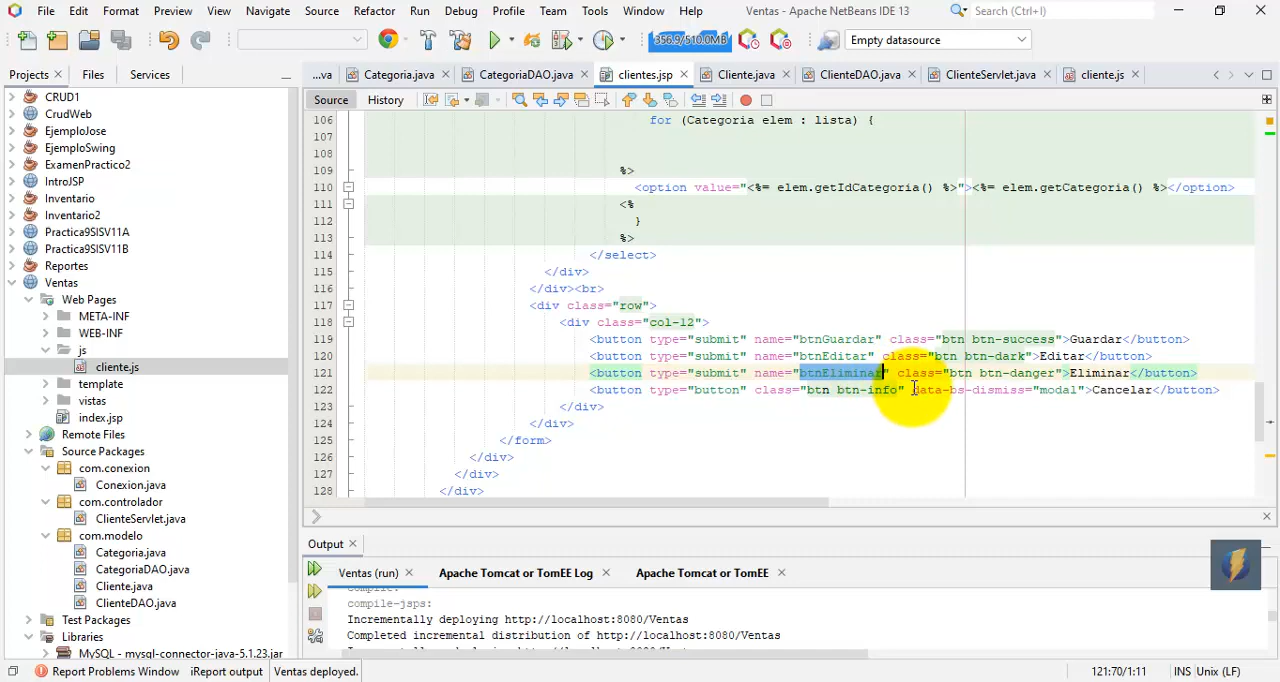 File Edit Format Mayout View Navigate Source Refactor Run Debug Profile Team Tools Window Help Ventas - Apache NetBeans IDE 13 Search (Ctrl+I)
356.9/510.0MB Empty datasource
Projects Files Services
...va Categoria.java CategoriaDAO.java clientes.jsp Cliente.java ClienteDAO.java ClienteServlet.java cliente.js
Source History
CRUD1
CrudWeb
EjemploJose
EjempoSwing
ExamenPractico2
IntroJSP
Inventario
Inventario2
Practica9SISV11A
Practica9SISV11B
Reportes
Ventas
Web Pages
META-INF
WEB-INF
js
cliente.js
template
vistas
index.jsp
Remote Files
Source Packages
com.conexion
Conexion.java
com.controlador
ClienteServlet.java
com.modelo
Categoria.java
CategoriaDAO.java
Cliente.java
ClienteDAO.java
Test Packages
Libraries
MySQL - mysql-connector-java-5.1.23.jar
106 for (Categoria elem : lista) {
107
108
109 %>
110 <option value="<%= elem.getIdCategoria() %>"><%= elem.getCategoria() %></option>
111 <%
112 }
113 %>
114 </select>
115 </div>
116 </div><br>
117 <div class="row">
118 <div class="col-12">
119 <button type="submit" name="btnGuardar" class="btn btn-success">Guardar</button>
120 <button type="submit" name="btnEditar" class="btn btn-dark">Editar</button>
121 <button type="submit" name="btnEliminar" class="btn btn-danger">Eliminar</button>
122 <button type="button" class="btn btn-info" data-bs-dismiss="modal">Cancelar</button>
123 </div>
124 </div>
125 </form>
126 </div>
127 </div>
128 </div>
Output
Ventas (run) Apache Tomcat or TomEE Log Apache Tomcat or TomEE
compile-jsps:
Incrementally deploying http://localhost:8080/Ventas
Completed incremental distribution of http://localhost:8080/Ventas
Report Problems Window iReport output Ventas deployed. 121:70/1:11 INS Unix (LF)